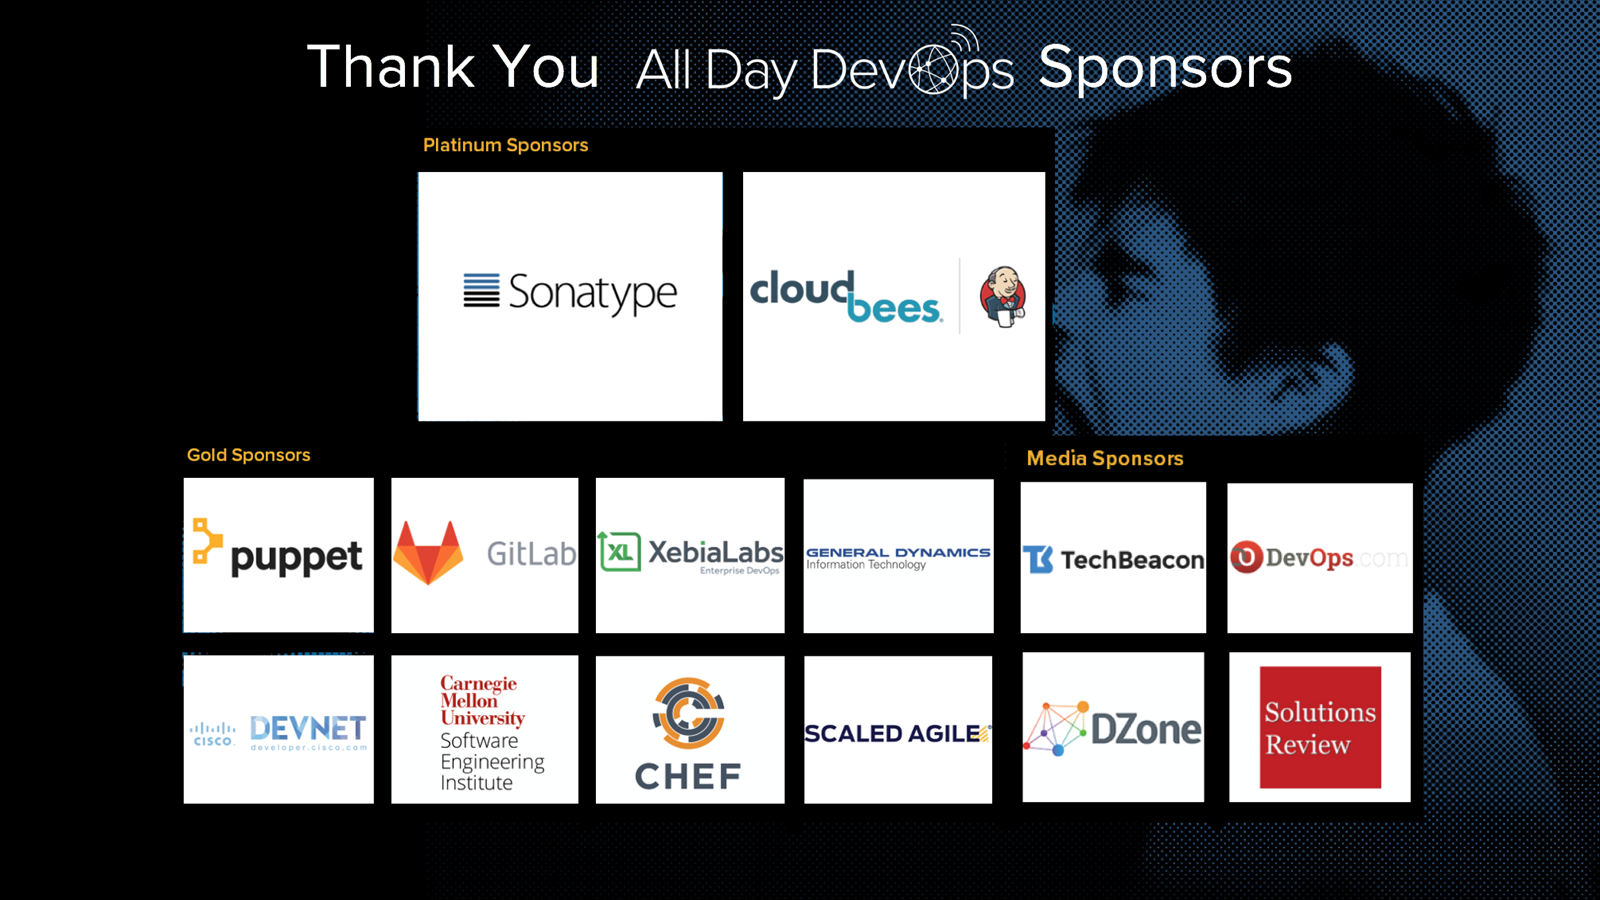 Thank You All Day DevOps Sponsors
Platinum Sponsors
Sonatype
cloudbees.
Gold Sponsors
puppet
GitLab
XL XebiaLabs
Enterprise DevOps
GENERAL DYNAMICS
Information Technology
CISCO. DEVNET
developer.cisco.com
Carnegie
Mellon
University
Software
Engineering
Institute
CHEF
SCALED AGILE®
Media Sponsors
TechBeacon
DevOps.com
DZone
Solutions
Review